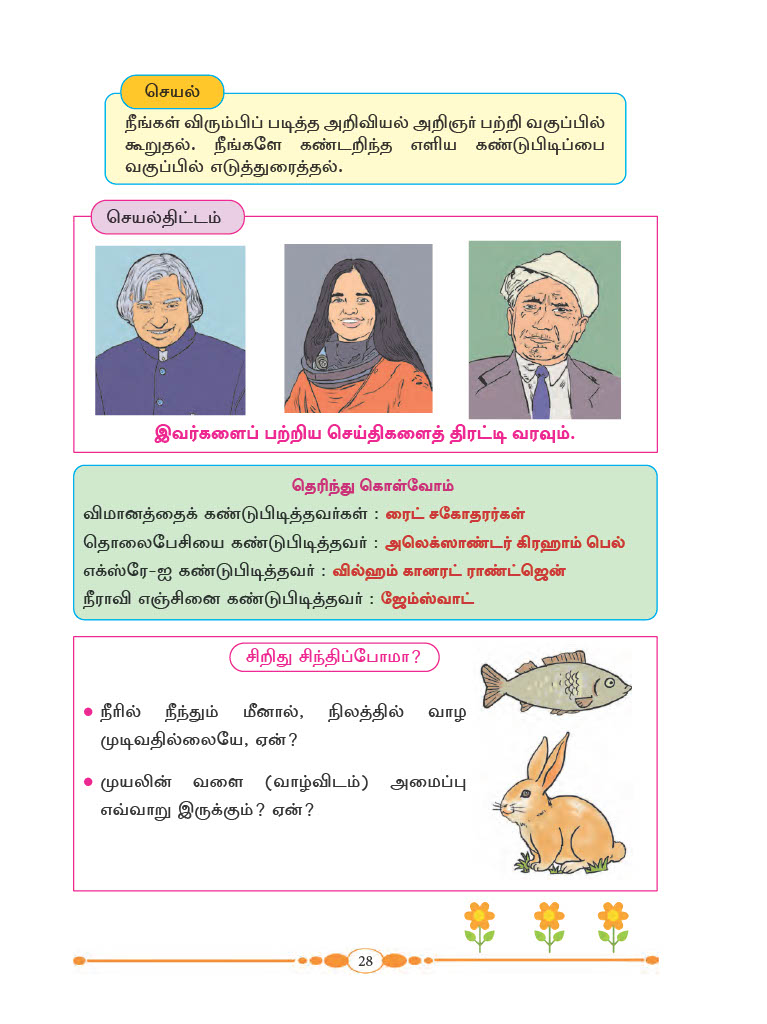 செயல்
நீங்கள் விரும்பிப் படித்த அறிவியல் அறிஞர் பற்றி வகுப்பில்
கூறுதல். நீங்களே கண்டறிந்த எளிய கண்டுபிடிப்பை
வகுப்பில் எடுத்துரைத்தல்.
செயல்திட்டம்
இவர்களைப் பற்றிய செய்திகளைத் திரட்டி வரவும்.
தெரிந்து கொள்வோம்
விமானத்தைக் கண்டுபிடித்தவர்கள் : ரைட் சகோதரர்கள்
தொலைபேசியை கண்டுபிடித்தவர் : அலெக்ஸாண்டர் கிரஹாம் பெல்
எக்ஸ்ரே-ஐ கண்டுபிடித்தவர் : வில்ஹம் கானரட் ராண்ட்ஜென்
நீராவி எஞ்சினை கண்டுபிடித்தவர் : ஜேம்ஸ்வாட்
சிறிது சிந்திப்போமா?
● நீரில் நீந்தும் மீனால், நிலத்தில் வாழ
முடிவதில்லையே, ஏன்?
● முயலின் வளை (வாழ்விடம்) அமைப்பு
எவ்வாறு இருக்கும்? ஏன்?
28